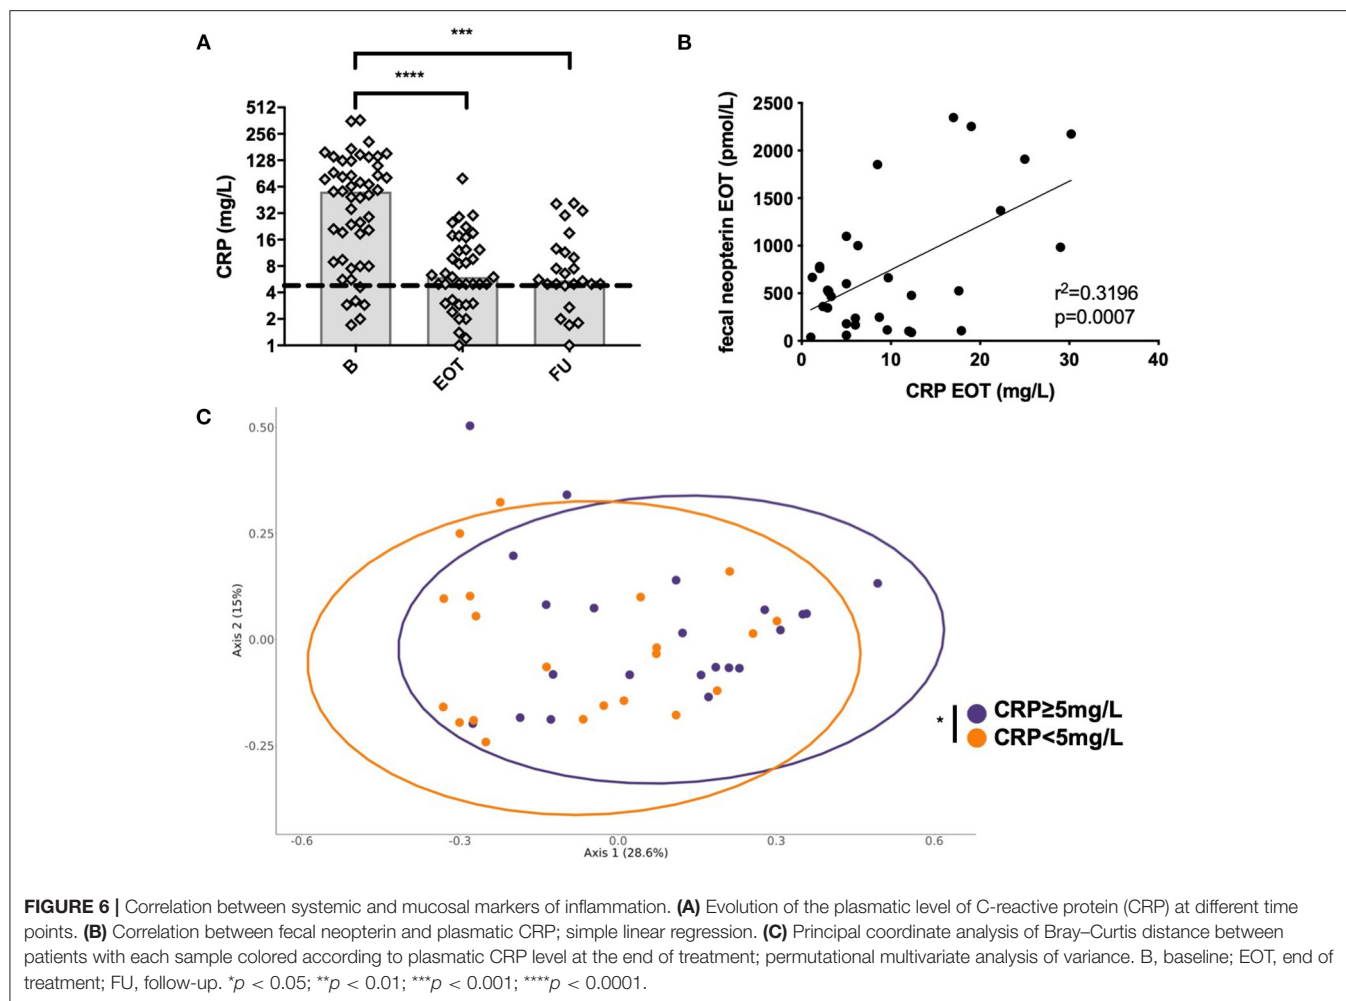 A
***
****
512
256
128
64
32
16
8
4
2
1
CRP (mg/L)
B
EOT
FU
B
2500
2000
1500
1000
500
0
fecal neopterin EOT (pmol/L)
r²=0.3196
p=0.0007
0 10 20 30 40
CRP EOT (mg/L)
C
0.50
0.25
0.00
-0.25
Axis 2 (15%)
* CRP≥5mg/L
CRP<5mg/L
-0.6 -0.3 0.0 0.3 0.6
Axis 1 (28.6%)
FIGURE 6 | Correlation between systemic and mucosal markers of inflammation. (A) Evolution of the plasmatic level of C-reactive protein (CRP) at different time
points. (B) Correlation between fecal neopterin and plasmatic CRP; simple linear regression. (C) Principal coordinate analysis of Bray–Curtis distance between
patients with each sample colored according to plasmatic CRP level at the end of treatment; permutational multivariate analysis of variance. B, baseline; EOT, end of
treatment; FU, follow-up. *p < 0.05; **p < 0.01; ***p < 0.001; ****p < 0.0001.